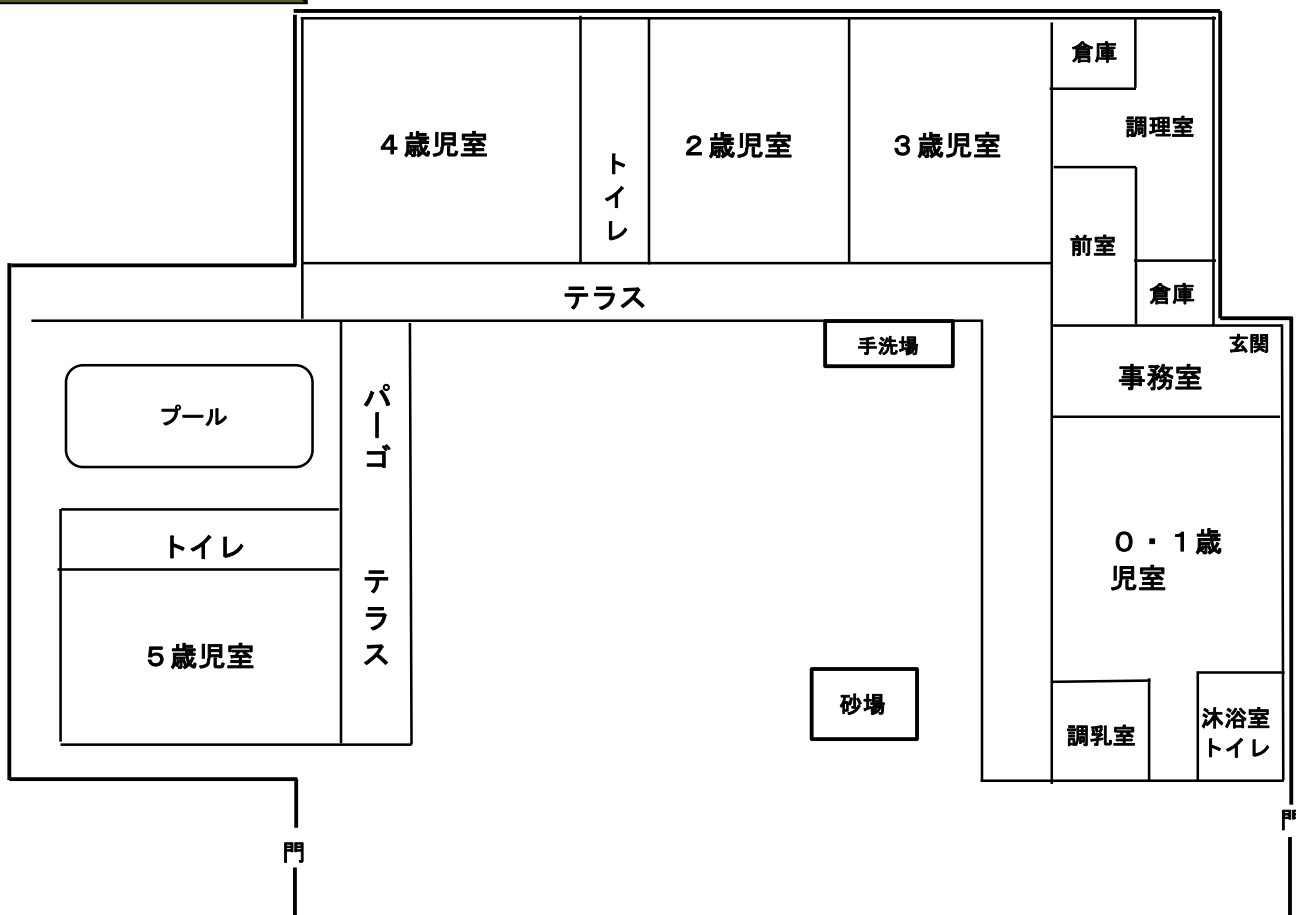 倉庫
４歳児室
トイレ
２歳児室
３歳児室
調理室
前室
倉庫
テラス
手洗場
玄関
事務室
プール
パーゴ
トイレ
テラス
５歳児室
０・１歳
児室
砂場
調乳室
沐浴室
トイレ
門
門